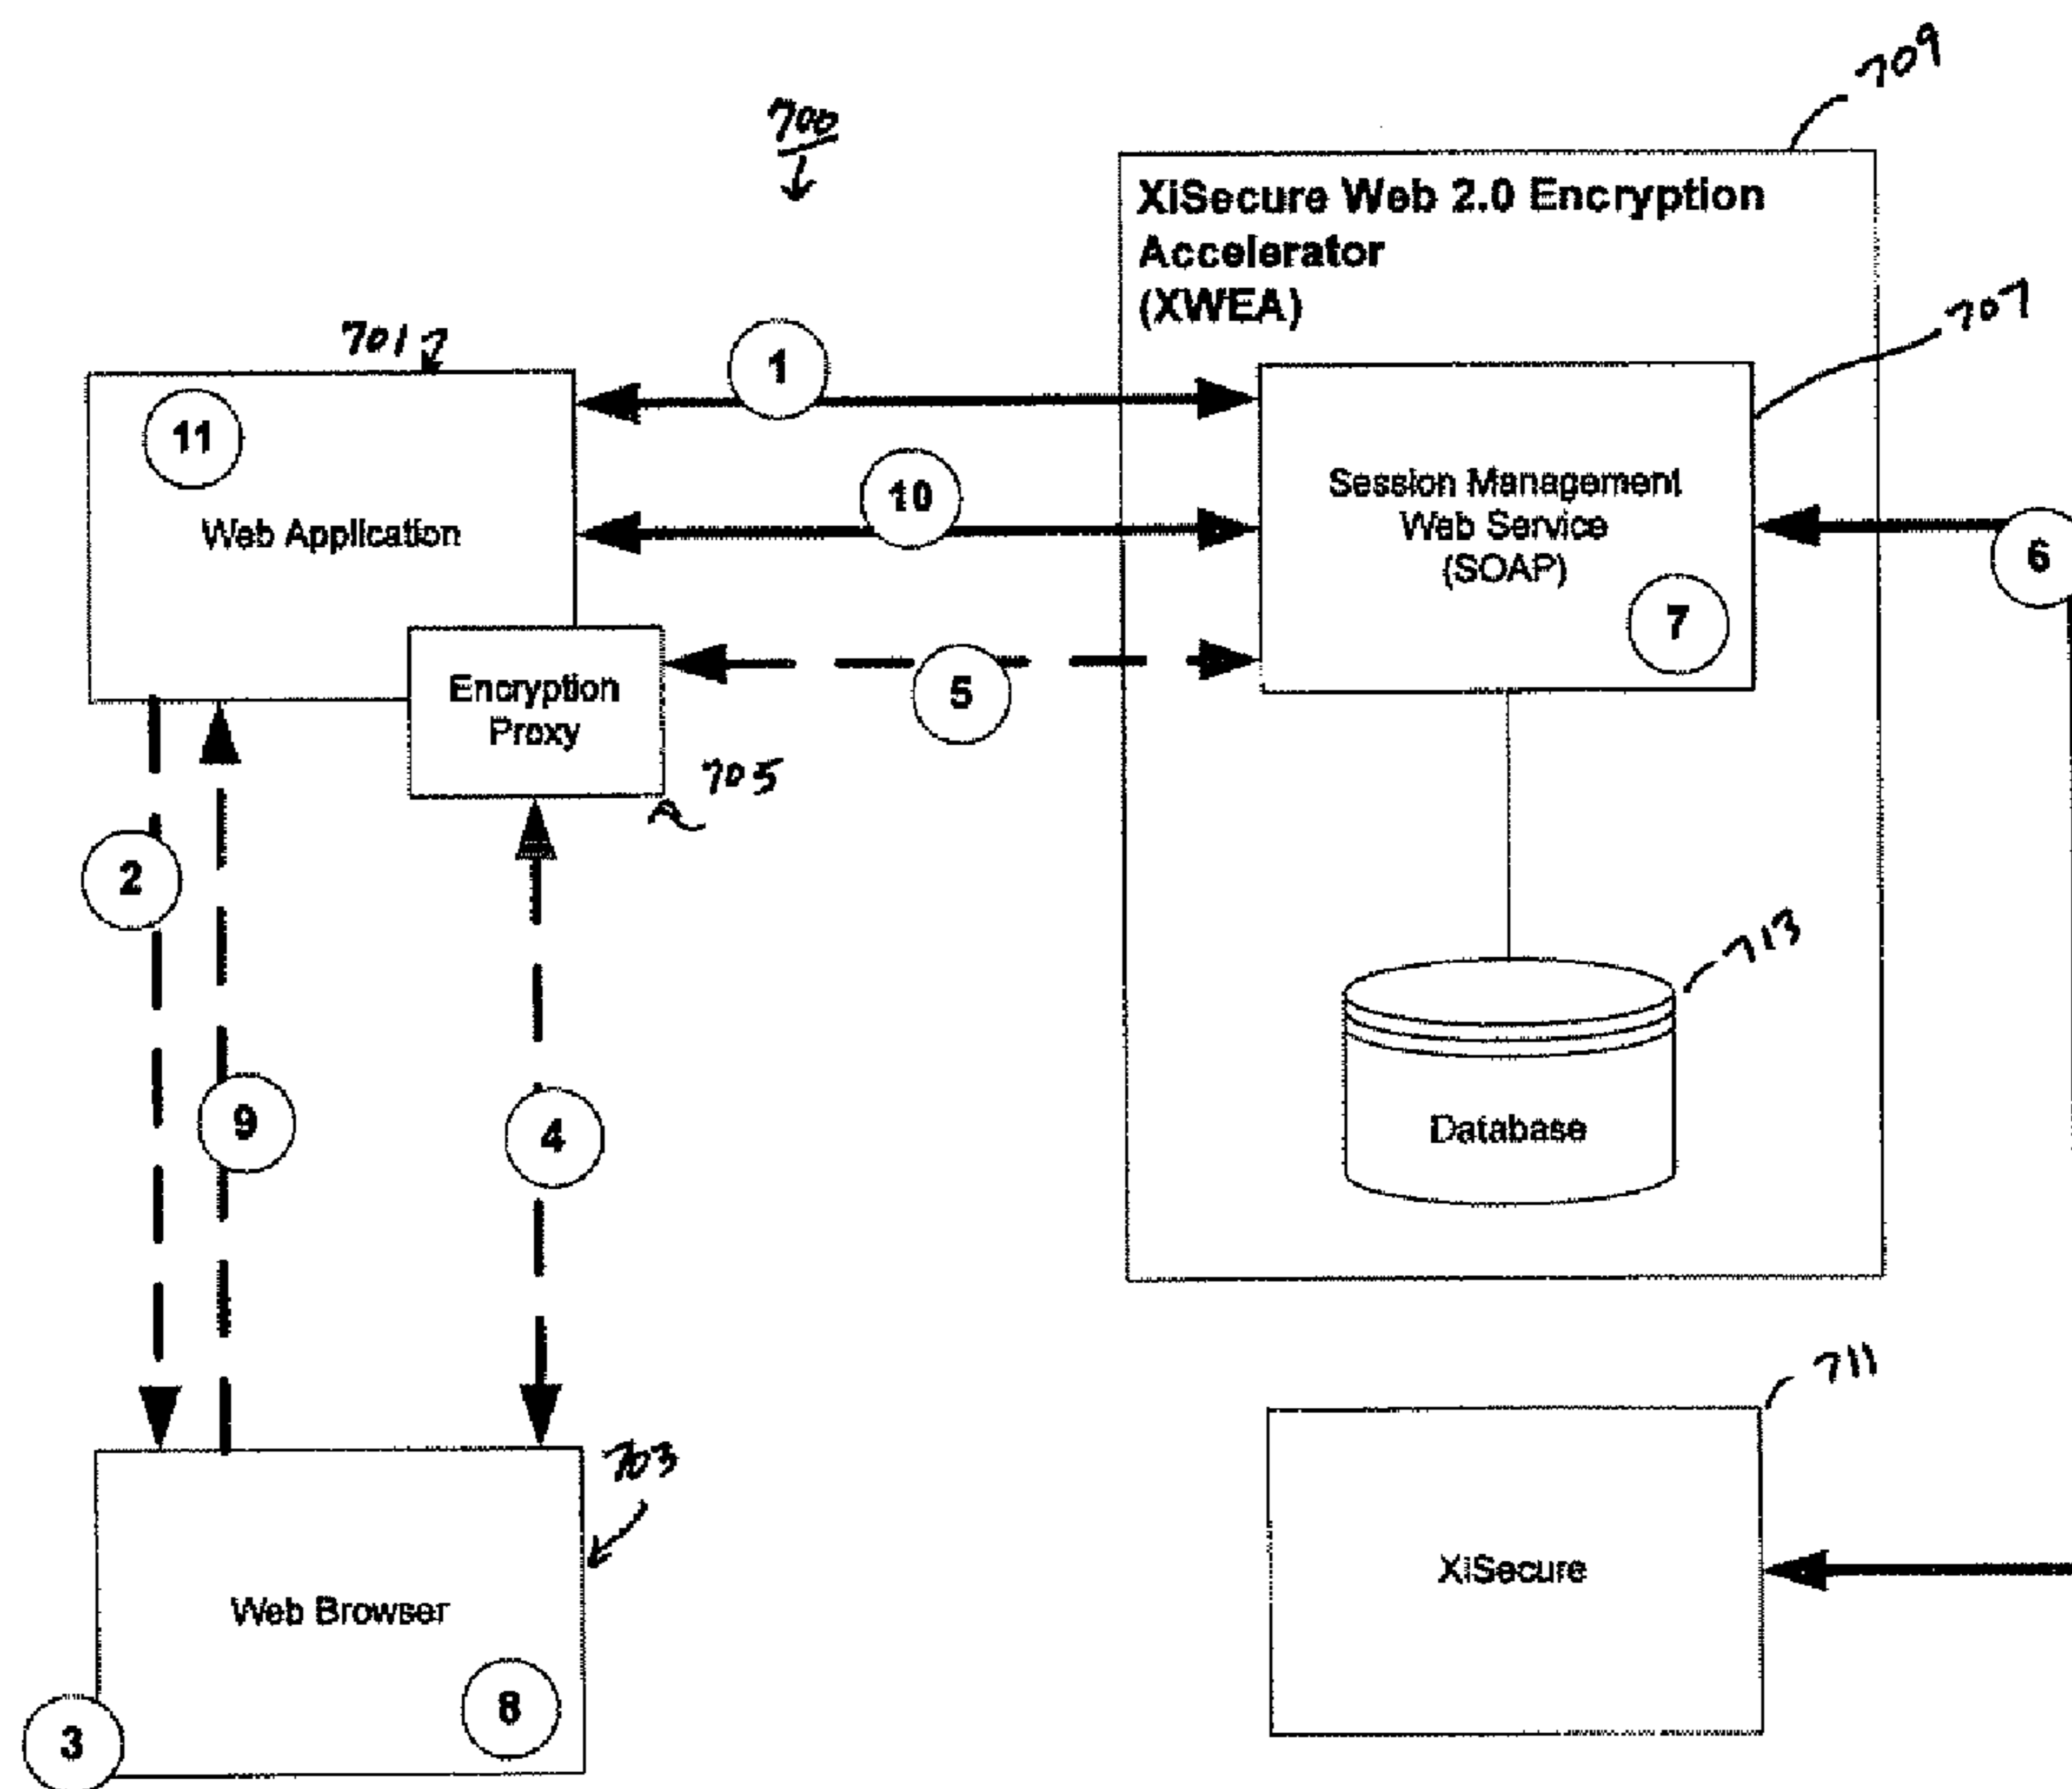 709
700
XiSecure Web 2.0 Encryption
Accelerator
(XWEA)
707
701
1
11
Web Application
10
Session Management
Web Service
(SOAP)
6
7
Encryption
Proxy
5
705
2
713
9
4
Database
711
703
XiSecure
Web Browser
8
3